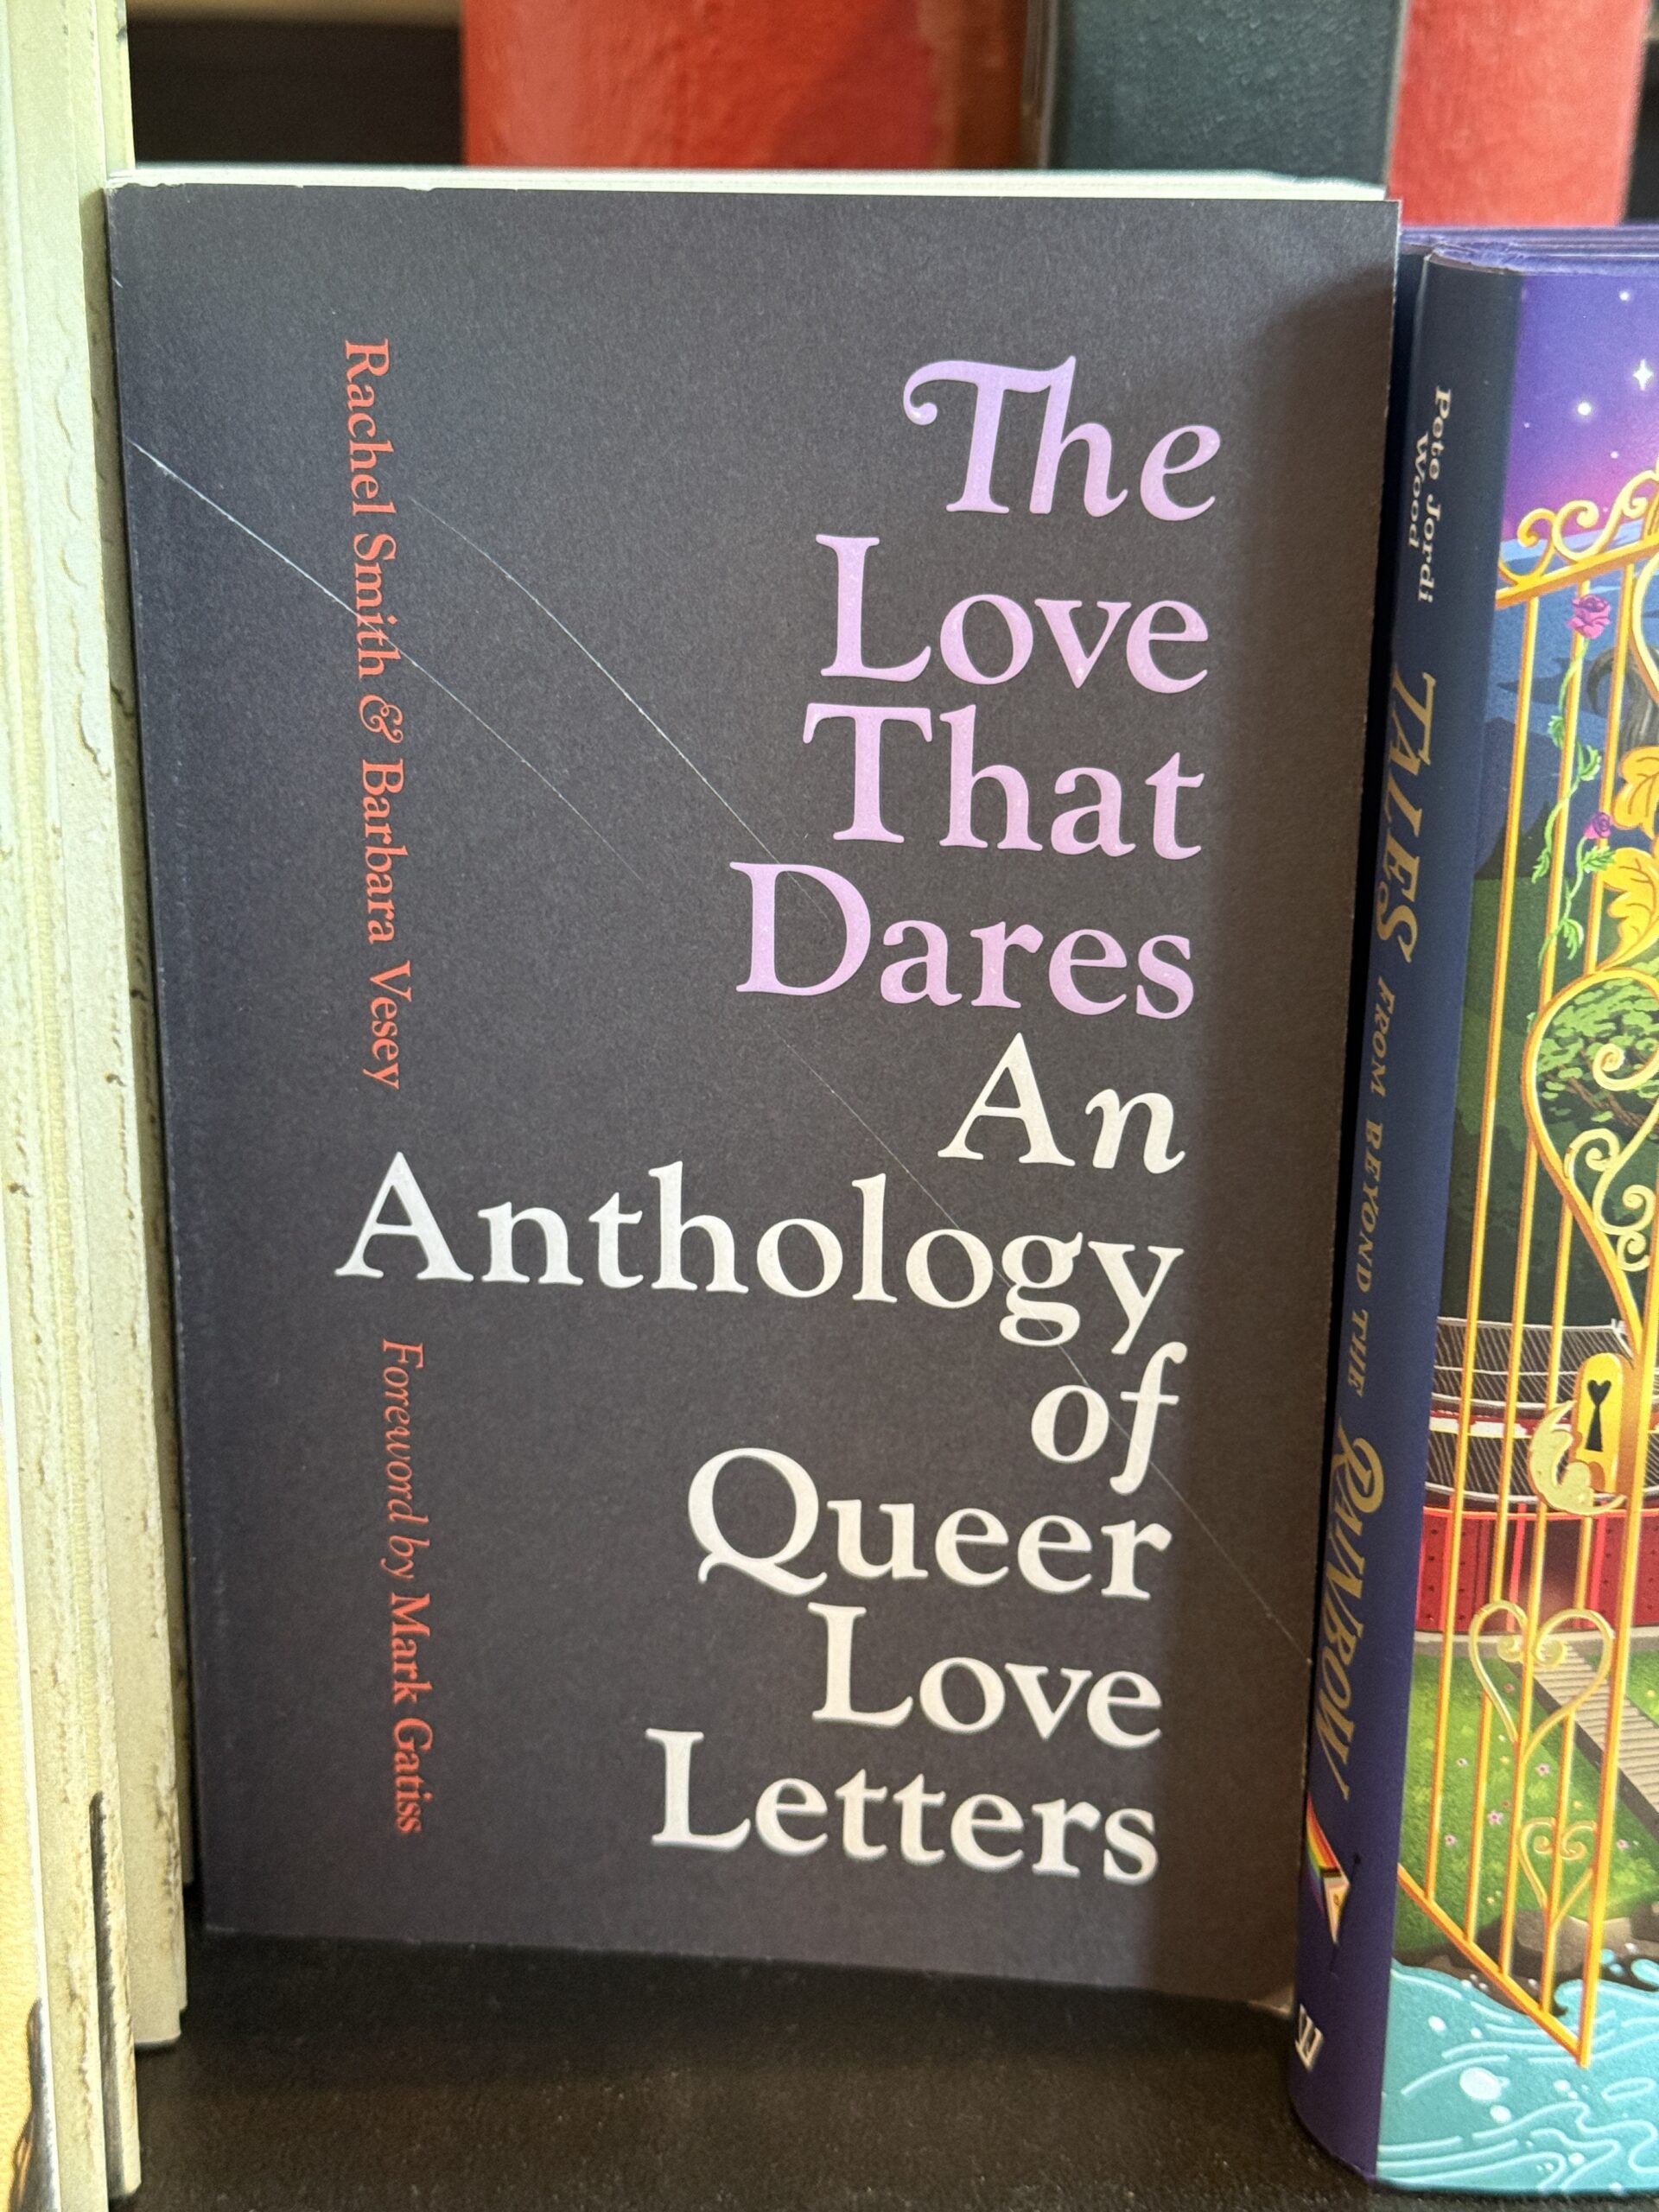 The
Love
That
Dares
An
Anthology
of
Queer
Love
Letters
Rachel Smith & Barbara Vesey
Foreword by Mark Gatiss
Pete Jordi
Wood
TALES FROM BEYOND THE RAINBOW